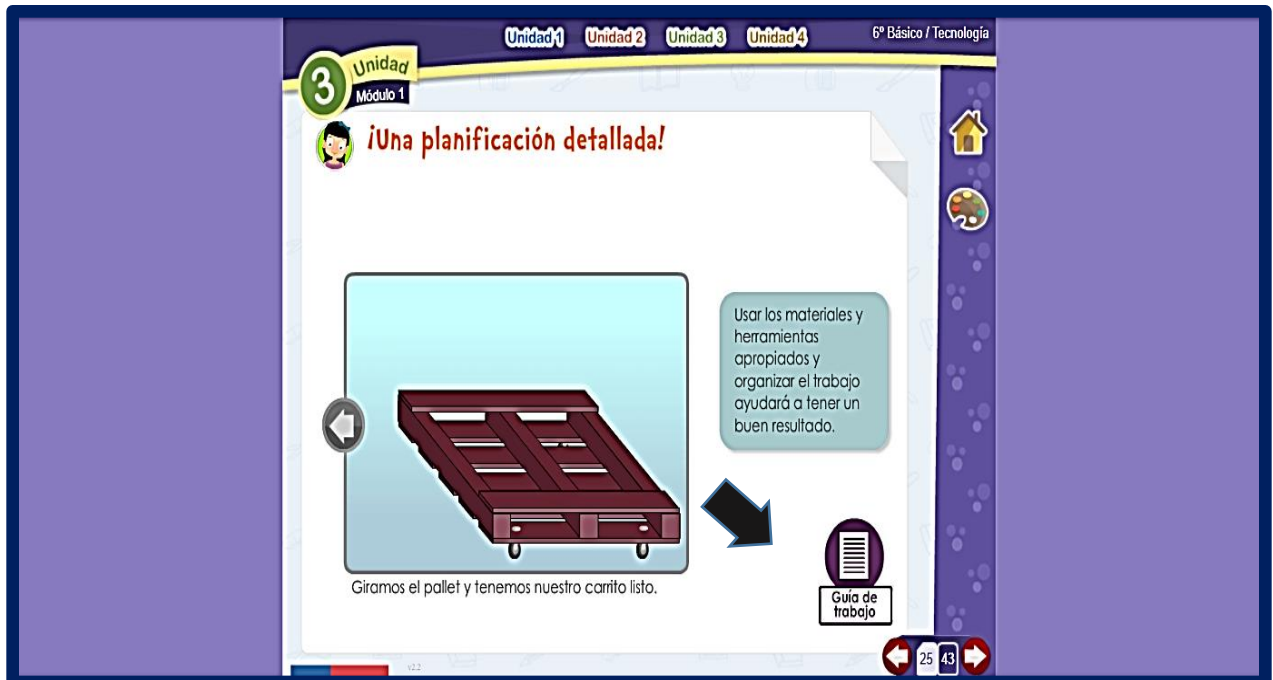 Unidad 1 Unidad 2 Unidad 3 Unidad 4
6º Básico / Tecnología
3 Unidad
Módulo 1
¡Una planificación detallada!
Usar los materiales y
herramientas
apropiados y
organizar el trabajo
ayudará a tener un
buen resultado.
Giramos el pallet y tenemos nuestro carrito listo.
Guía de
trabajo
v2.2
25 43